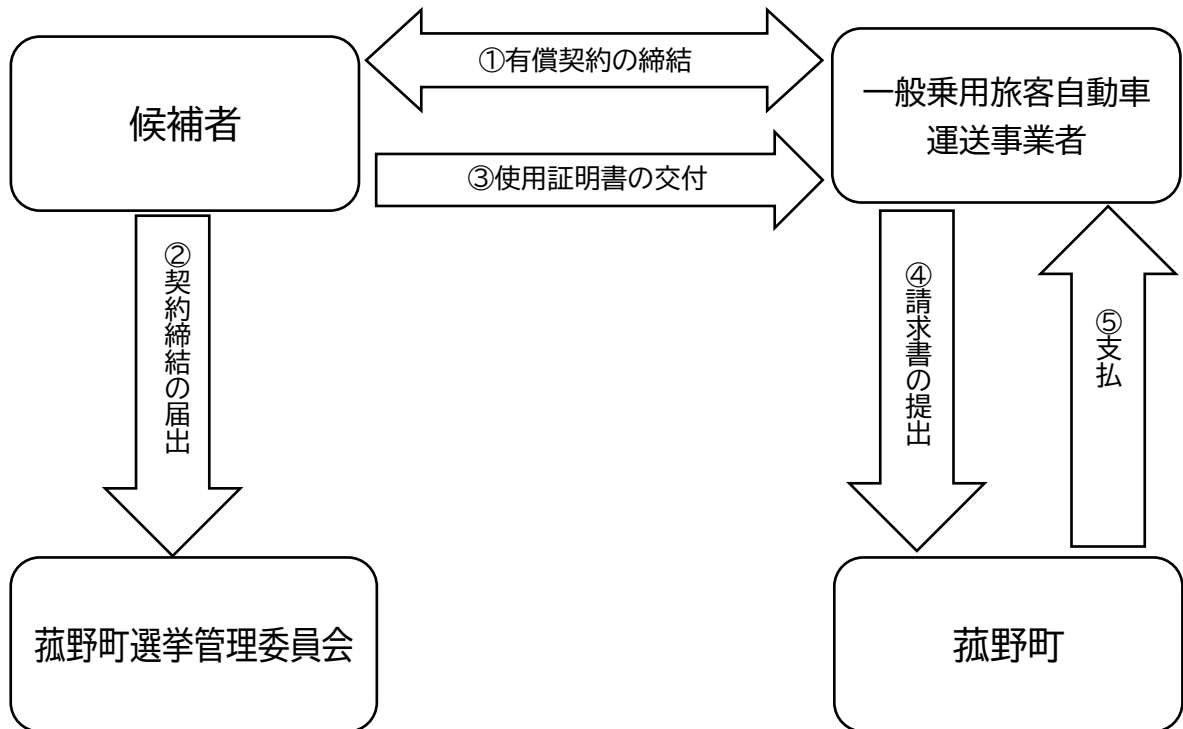 ①有償契約の締結
候補者
一般乗用旅客自動車
運送事業者
③使用証明書の交付
②契約締結の届出
④請求書の提出
⑤支払
菰野町選挙管理委員会
菰野町